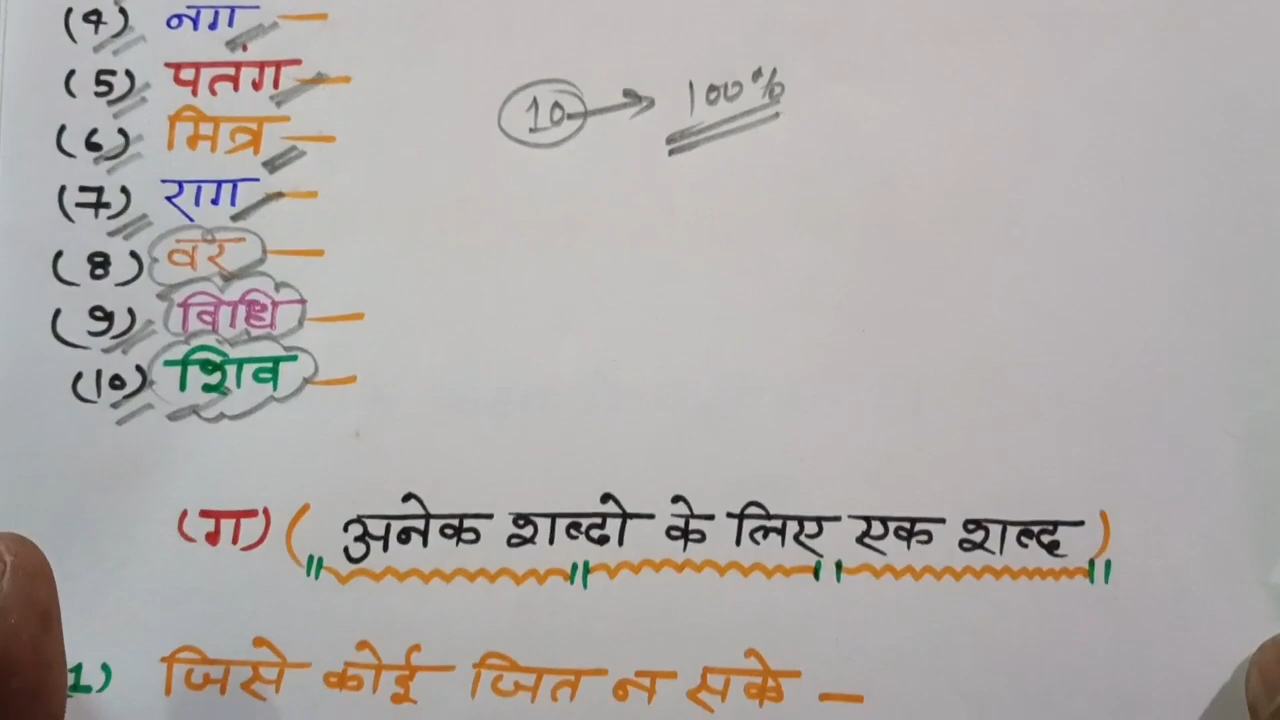 (4) नग —
(5) पतंग —
(6) मित्र —
(7) राग —
(8) वर —
(9) विधि —
(10) शिव —
10 → 100%
(ग) (अनेक शब्दो के लिए एक शब्द)
1) जिसे कोई जित न सके —